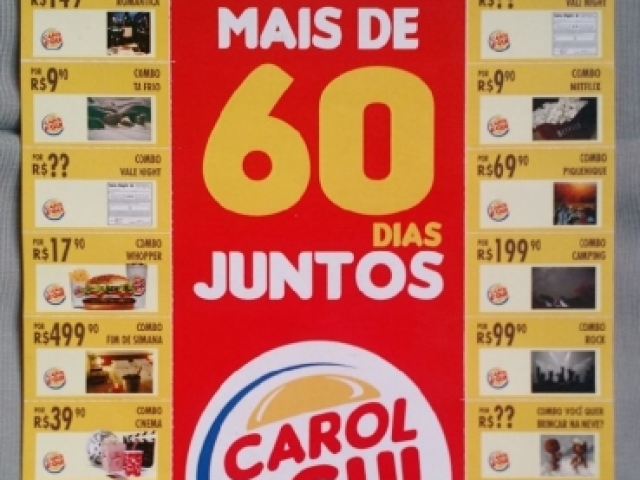 ROMÂNTICA
MAIS DE
60
DIAS
JUNTOS
CAROL
POR
R$9,90
COMBO
TA FRIO
POR
R$??
COMBO
VALE NIGHT
POR
R$17,90
COMBO
WHOPPER
POR
R$499,90
COMBO
FIM DE SEMANA
POR
R$39,90
COMBO
CINEMA
R$??
VALE NIGHT
POR
R$9,90
COMBO
NETFLIX
POR
R$69,90
COMBO
PIQUENIQUE
POR
R$199,90
COMBO
CAMPING
POR
R$99,90
COMBO
ROCK
POR
R$??
COMBO VOCÊ QUER
BRINCAR NA NEVE?